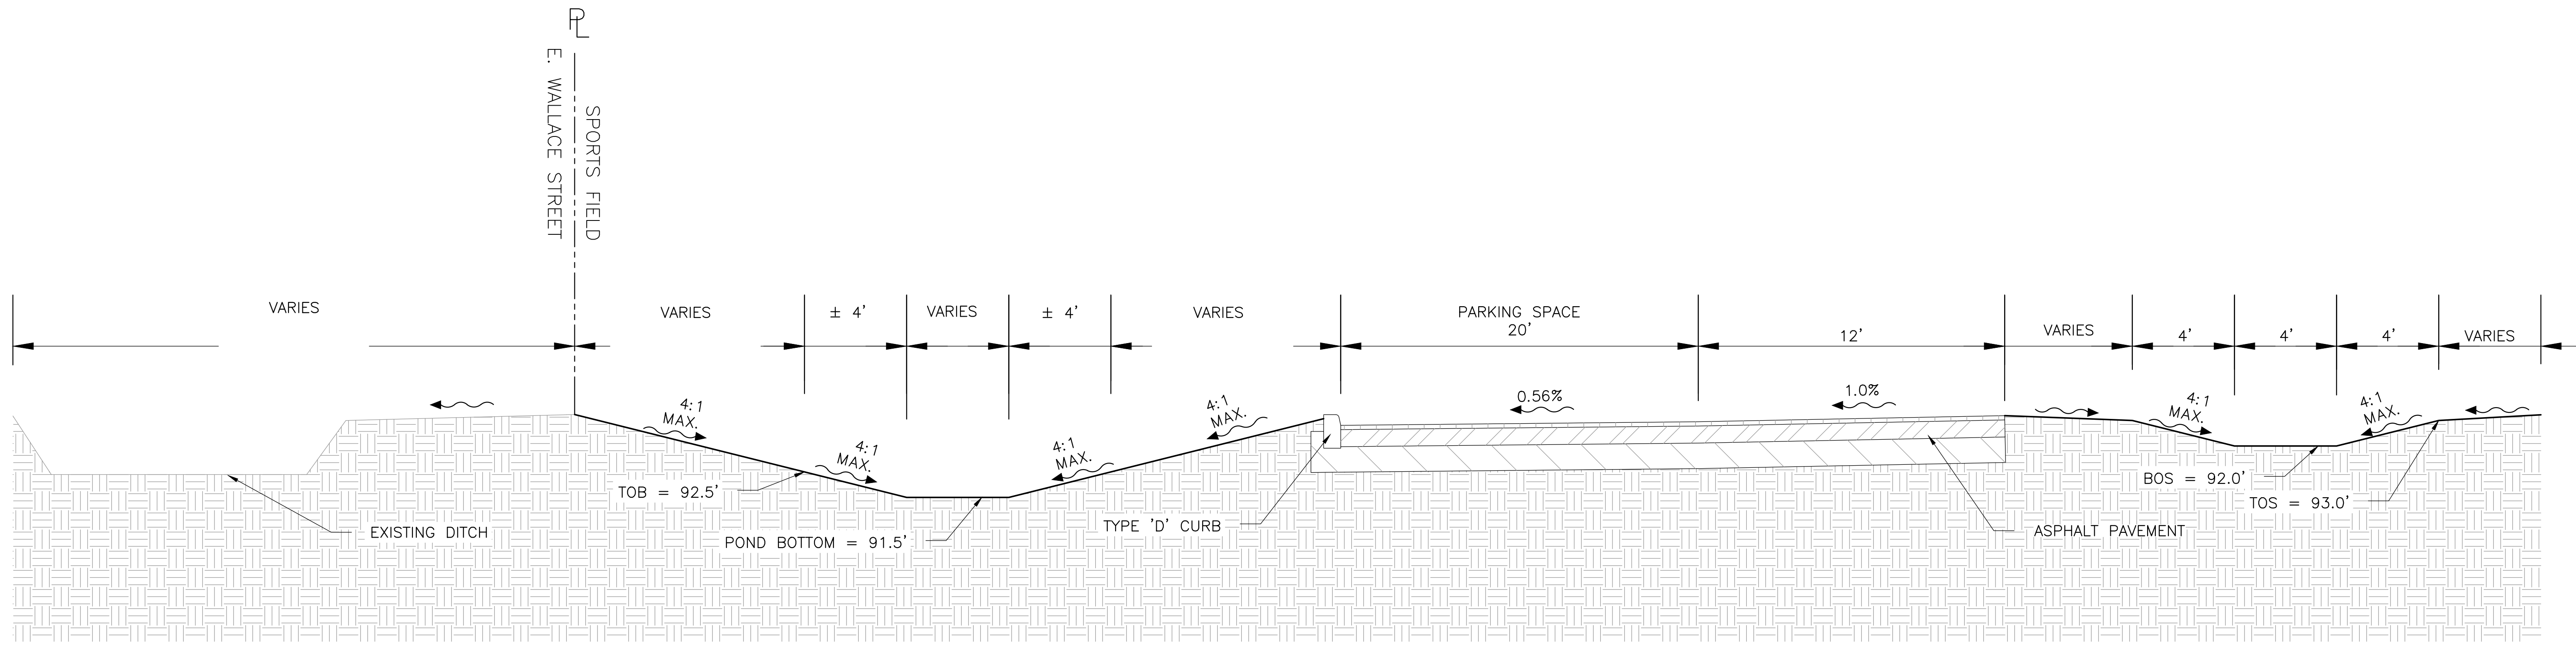 PL
E. WALLACE STREET
SPORTS FIELD
VARIES
VARIES
± 4'
VARIES
± 4'
VARIES
PARKING SPACE
20'
12'
VARIES
4'
4'
4'
VARIES
4:1
MAX.
4:1
MAX.
4:1
MAX.
4:1
MAX.
0.56%
1.0%
4:1
MAX.
4:1
MAX.
EXISTING DITCH
TOB = 92.5'
POND BOTTOM = 91.5'
TYPE 'D' CURB
ASPHALT PAVEMENT
BOS = 92.0'
TOS = 93.0'